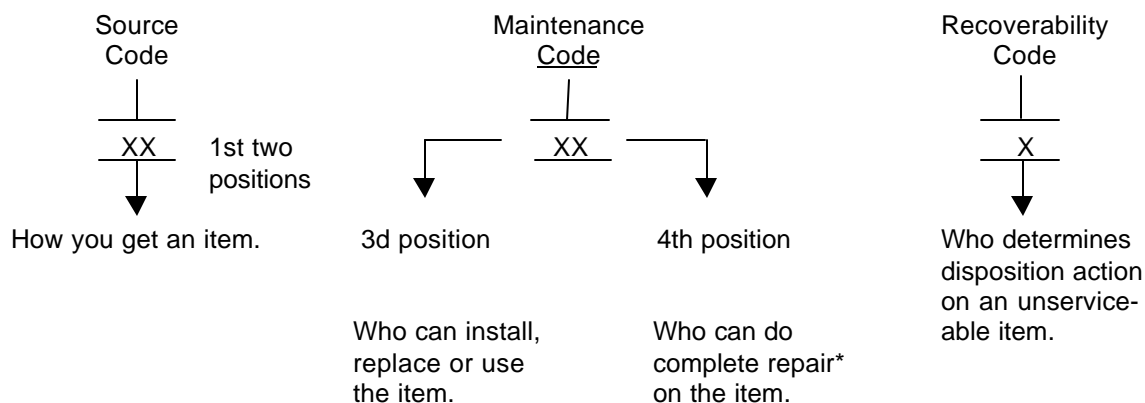 Source
Code
XX
1st two
positions
How you get an item.
Maintenance
Code
XX
3d position
Who can install,
replace or use
the item.
4th position
Who can do
complete repair*
on the item.
Recoverability
Code
X
Who determines
disposition action
on an unservice-
able item.